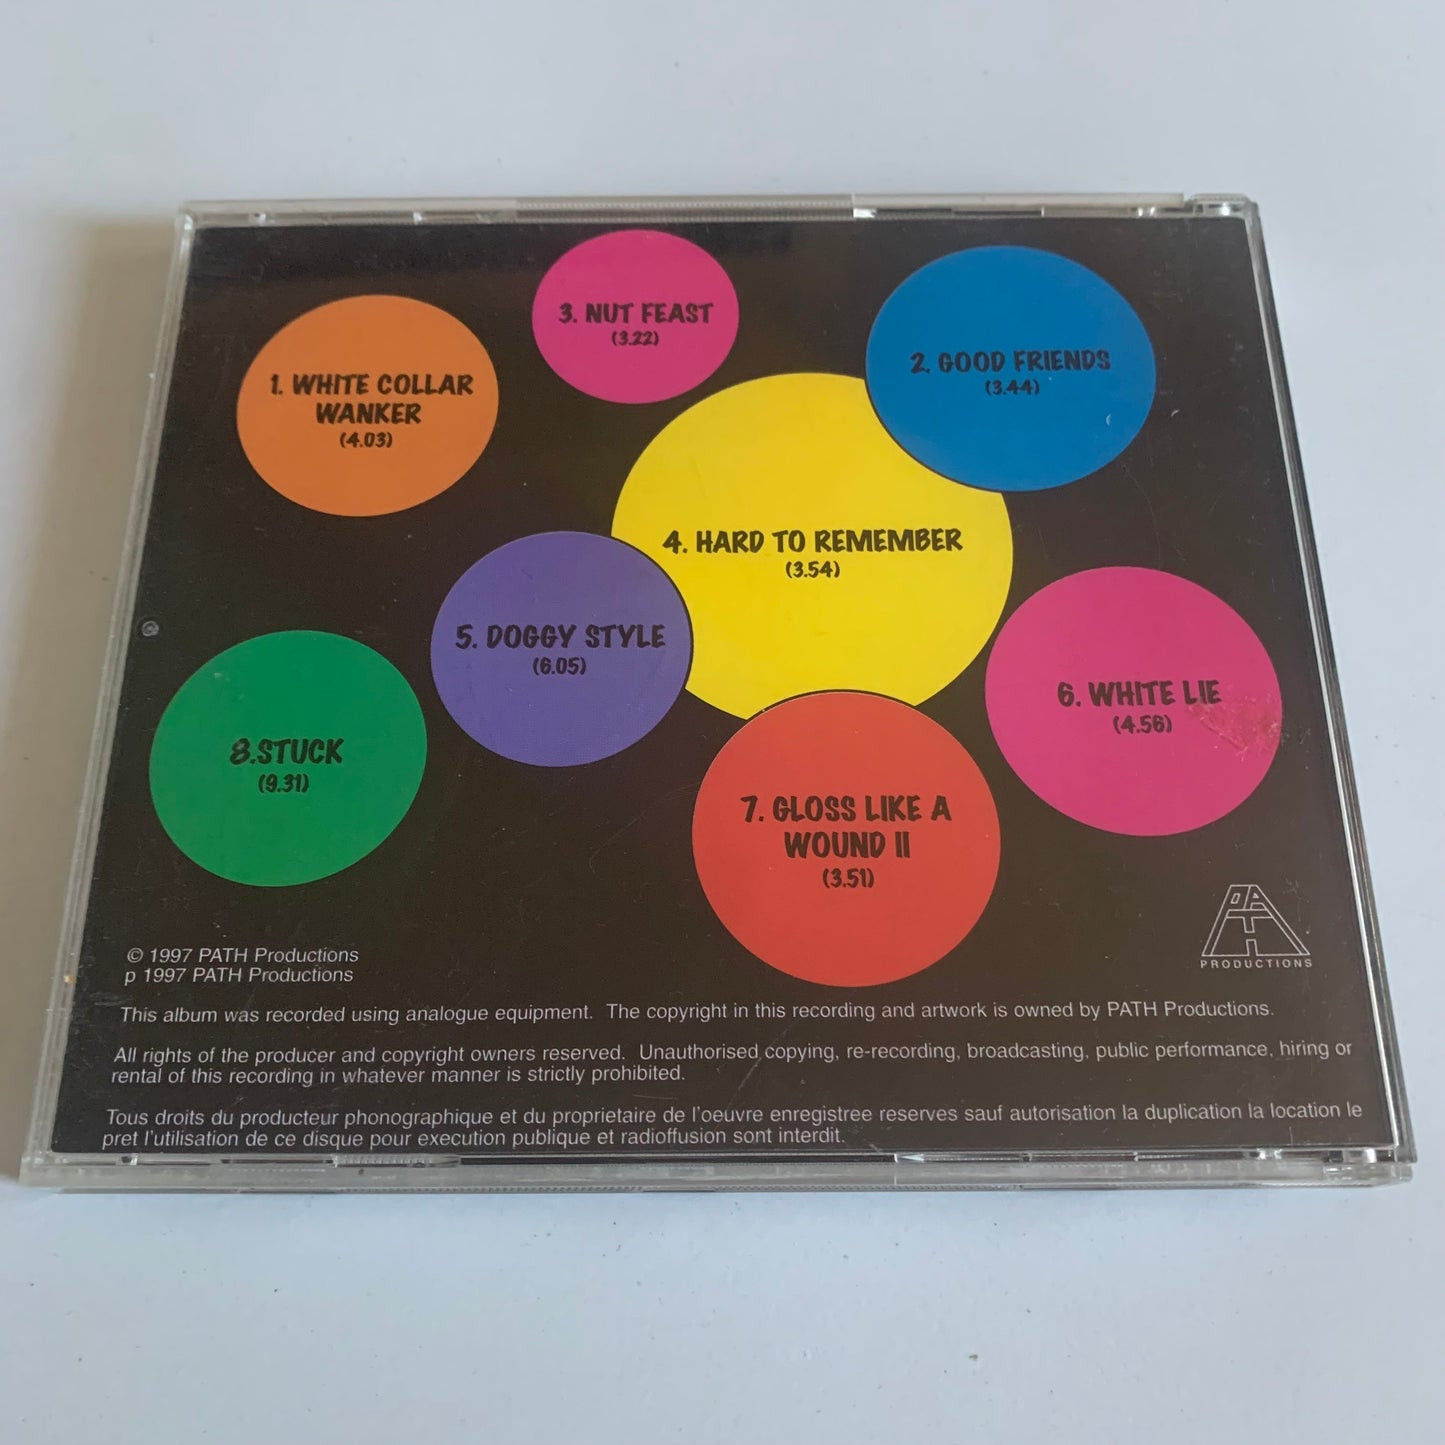 1. WHITE COLLAR
WANKER
(4.03)
3. NUT FEAST
(3.22)
2. GOOD FRIENDS
(3.44)
4. HARD TO REMEMBER
(3.54)
5. DOGGY STYLE
(6.05)
6. WHITE LIE
(4.56)
8.STUCK
(9.31)
7. GLOSS LIKE A
WOUND II
(3.51)
© 1997 PATH Productions
p 1997 PATH Productions
PATH
PRODUCTIONS
This album was recorded using analogue equipment. The copyright in this recording and artwork is owned by PATH Productions.
All rights of the producer and copyright owners reserved. Unauthorised copying, re-recording, broadcasting, public performance, hiring or
rental of this recording in whatever manner is strictly prohibited.
Tous droits du producteur phonographique et du proprietaire de l'oeuvre enregistree reserves sauf autorisation la duplication la location le
pret l'utilisation de ce disque pour execution publique et radioffusion sont interdit.